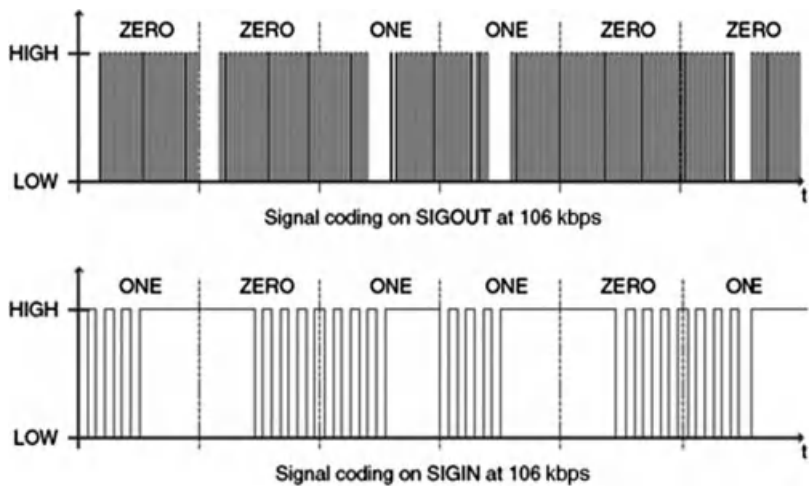 ZERO ZERO ONE ONE ZERO ZERO
HIGH
LOW
t
Signal coding on SIGOUT at 106 kbps
ONE ZERO ONE ONE ZERO ONE
HIGH
LOW
t
Signal coding on SIGIN at 106 kbps